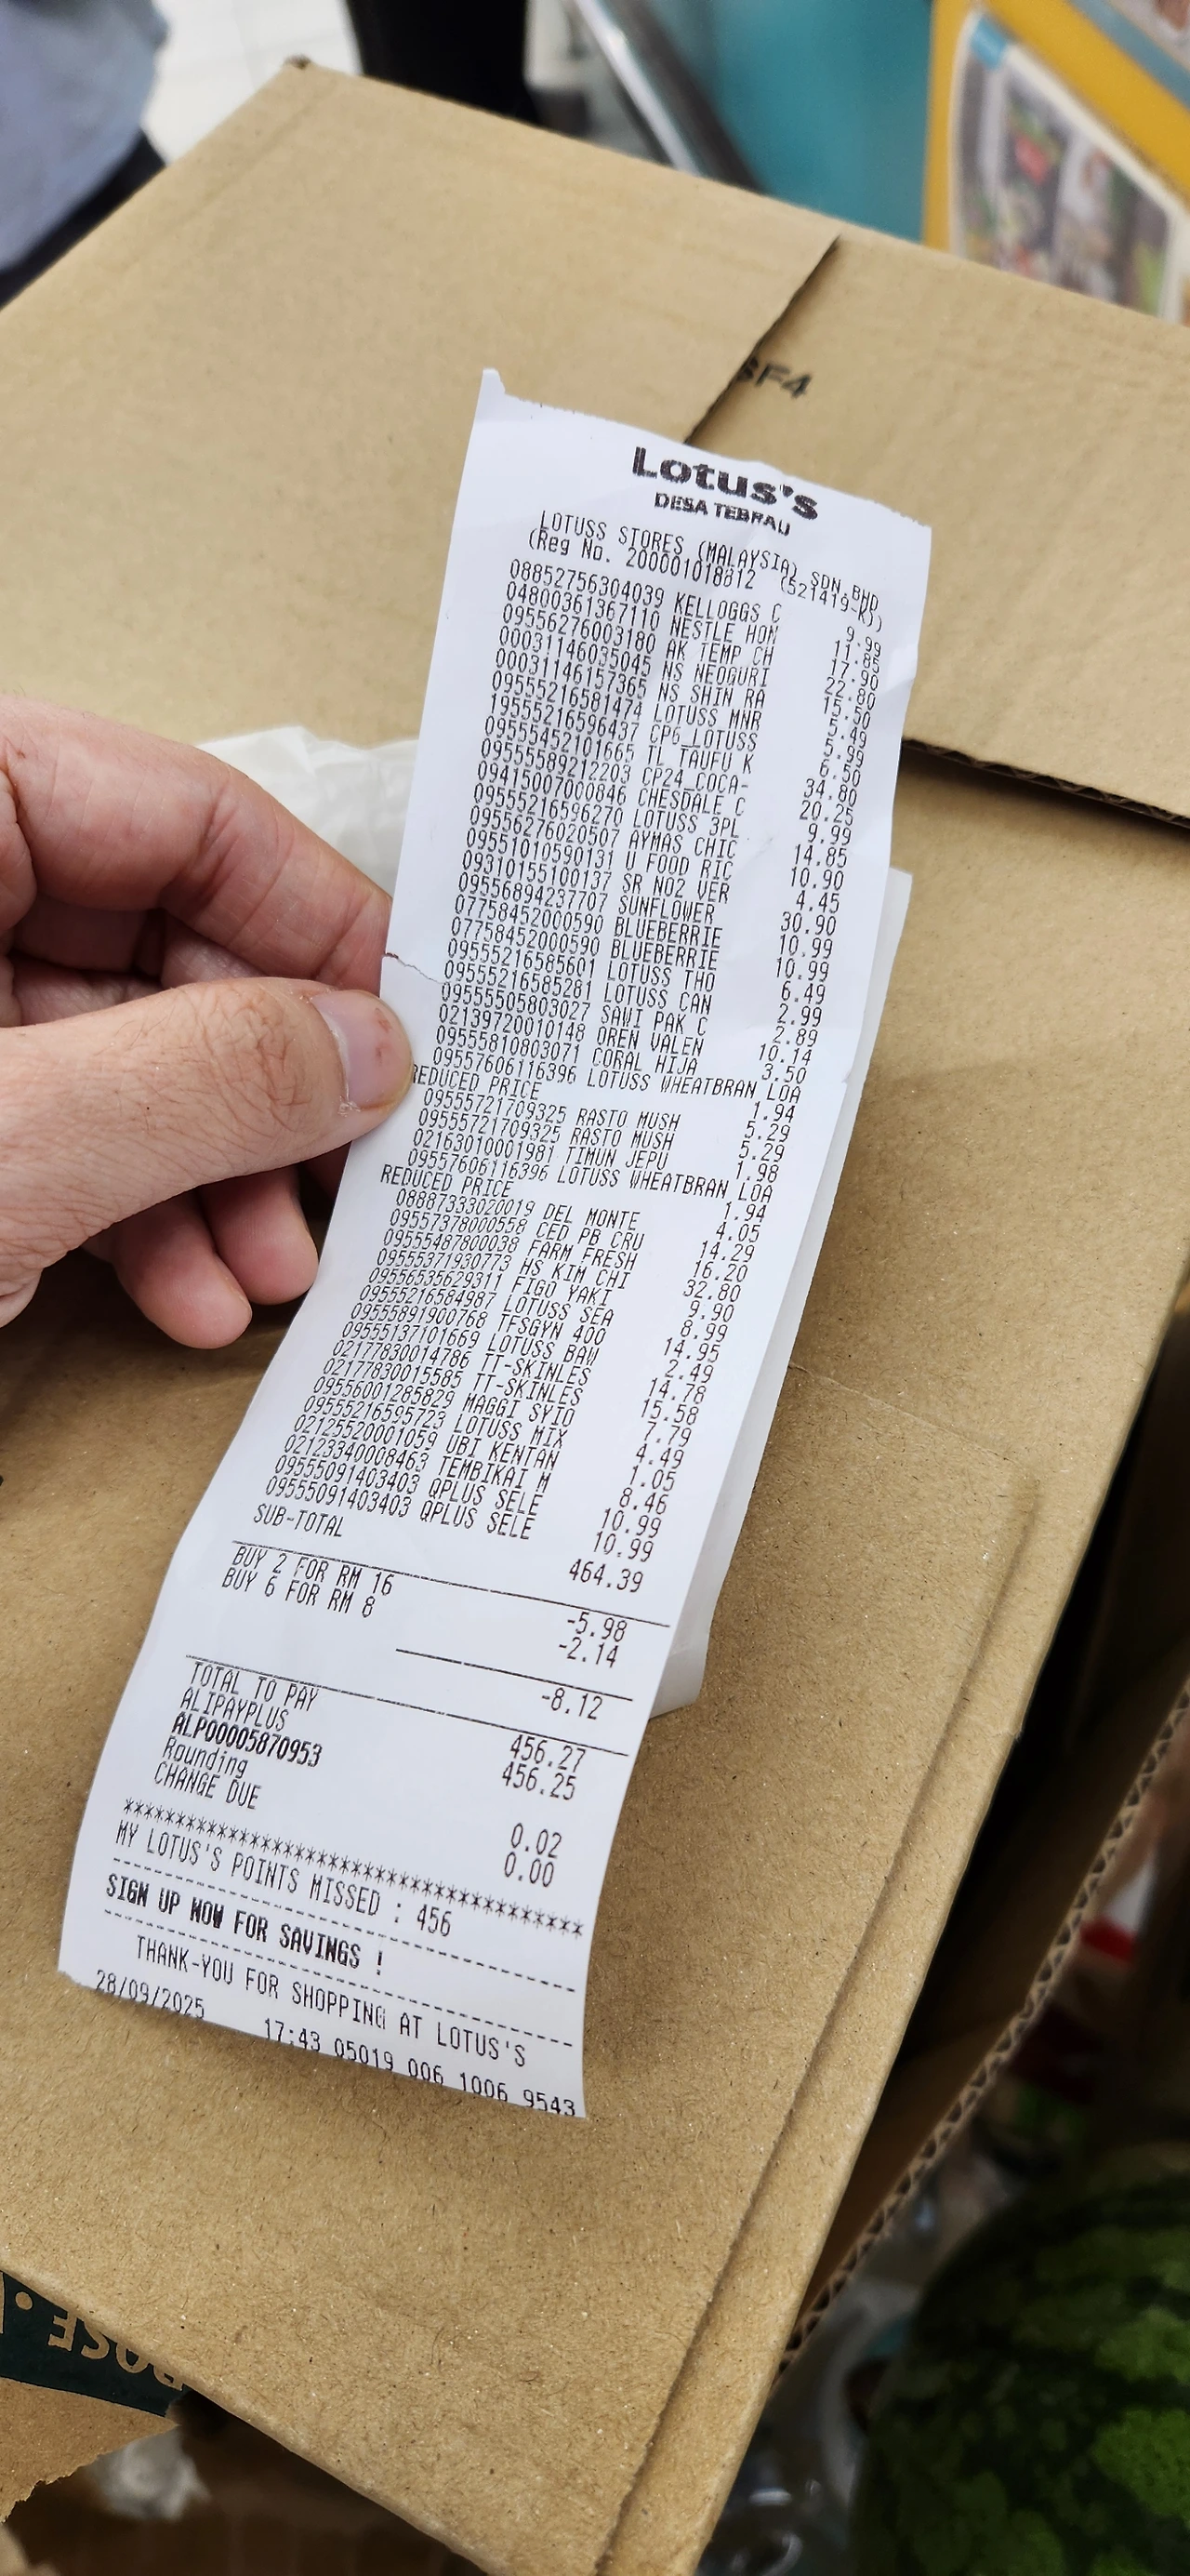 SF4
Lotus's
DESA TEBRAU
LOTUSS STORES (MALAYSIA) SDN.BHD
(Reg No. 200001018812 (521419-K))
08852756304039 KELLOGGS C 9.99
04800361367110 NESTLE HON 11.85
09556276003180 AK TEMP CH 17.90
00031146035045 NS NEOGURI 22.80
00031146157365 NS SHIN RA 15.50
09555216581474 LOTUSS MNR 5.49
19555216596437 CP6_LOTUSS 5.99
09555452101665 TL TAUFU K 6.50
09555589212203 CP24_COCA- 34.80
09415007000846 CHESDALE C 20.25
09555216596270 LOTUSS 3PL 9.99
09556276020507 AYMAS CHIC 14.85
09551010590131 U FOOD RIC 10.90
09310155100137 SR NO2 VER 4.45
09556894237707 SUNFLOWER 30.90
07758452000590 BLUEBERRIE 10.99
07758452000590 BLUEBERRIE 10.99
09555216585601 LOTUSS THO 6.49
09555216585281 LOTUSS CAN 2.99
09555505803027 SAWI PAK C 2.89
02139720010148 OREN VALEN 10.14
09555810803071 CORAL HIJA 3.50
09557606116396 LOTUSS WHEATBRAN LOA
REDUCED PRICE 1.94
09555721709325 RASTO MUSH 5.29
09555721709325 RASTO MUSH 5.29
02163010001981 TIMUN JEPU 1.98
09557606116396 LOTUSS WHEATBRAN LOA
REDUCED PRICE 1.94
08887333020019 DEL MONTE 4.05
09557378000558 CED PB CRU 14.29
09555487800038 FARM FRESH 16.20
09555371930773 HS KIM CHI 32.80
09556535629311 FIGO YAKI 9.90
09555216584987 LOTUSS SEA 8.99
09555891900768 TFSGYN 400 14.95
09555137101669 LOTUSS BAW 2.49
02177830014786 TT-SKINLES 14.78
02177830015585 TT-SKINLES 15.58
09556001285829 MAGGI SYIO 7.79
09555216595723 LOTUSS MIX 4.49
02125520001059 UBI KENTAN 1.05
02123340008463 TEMBIKAI M 8.46
09555091403403 QPLUS SELE 10.99
09555091403403 QPLUS SELE 10.99
SUB-TOTAL 464.39
BUY 2 FOR RM 16 -5.98
BUY 6 FOR RM 8 -2.14
-8.12
TOTAL TO PAY 456.27
ALIPAYPLUS 456.25
ALP00005870953
Rounding 0.02
CHANGE DUE 0.00
****************************************
MY LOTUS'S POINTS MISSED : 456
SIGN UP NOW FOR SAVINGS !
THANK-YOU FOR SHOPPING AT LOTUS'S
28/09/2025 17:43 05019 006 1006 9543